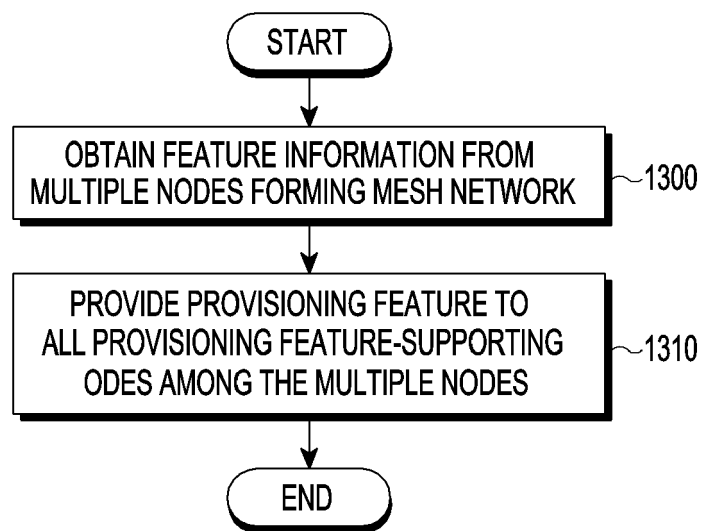 START
OBTAIN FEATURE INFORMATION FROM
MULTIPLE NODES FORMING MESH NETWORK
1300
PROVIDE PROVISIONING FEATURE TO
ALL PROVISIONING FEATURE-SUPPORTING
ODES AMONG THE MULTIPLE NODES
1310
END